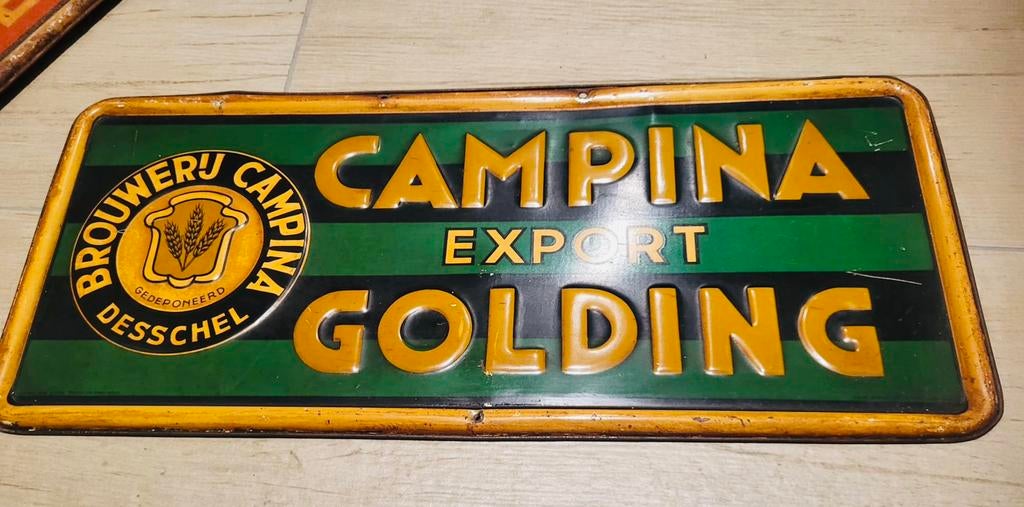 BROUWERIJ CAMPINA
GEDEPONEERD
DESSCHEL
CAMPINA
EXPORT
GOLDING